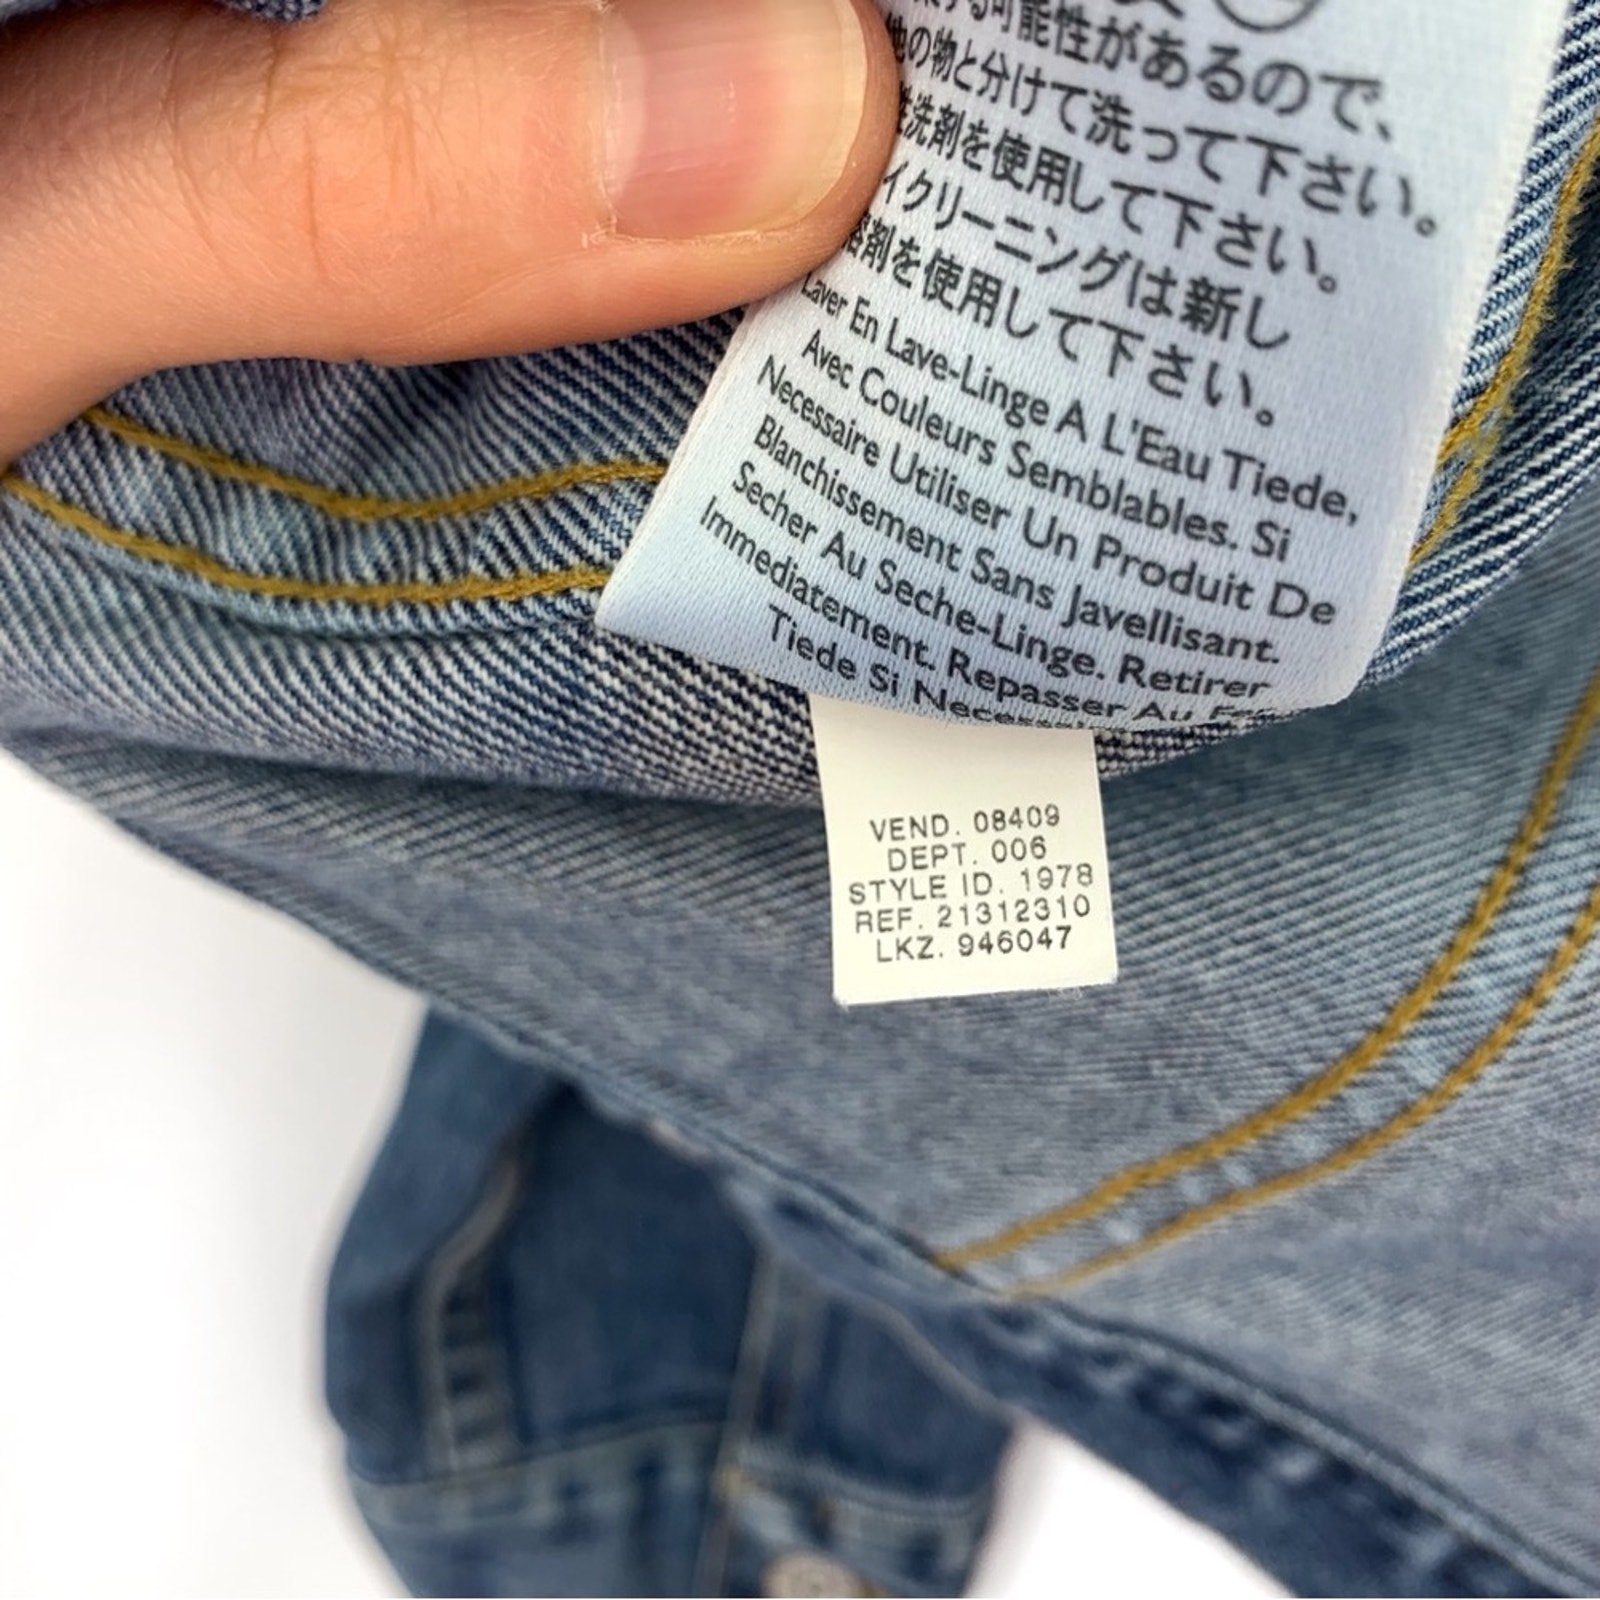 可能性があるので、
の物と分けて洗って下さい。
洗剤を使用して下さい。
イクリーニングは新し
溶剤を使用して下さい。
Laver En Lave-Linge A L'Eau Tiede,
Avec Couleurs Semblables. Si
Necessaire Utiliser Un Produit De
Blanchissement Sans Javellisant.
Secher Au Seche-Linge. Retirer
Immediatement. Repasser Au Fer
Tiede Si
VEND. 08409
DEPT. 006
STYLE ID. 1978
REF. 21312310
LKZ. 946047